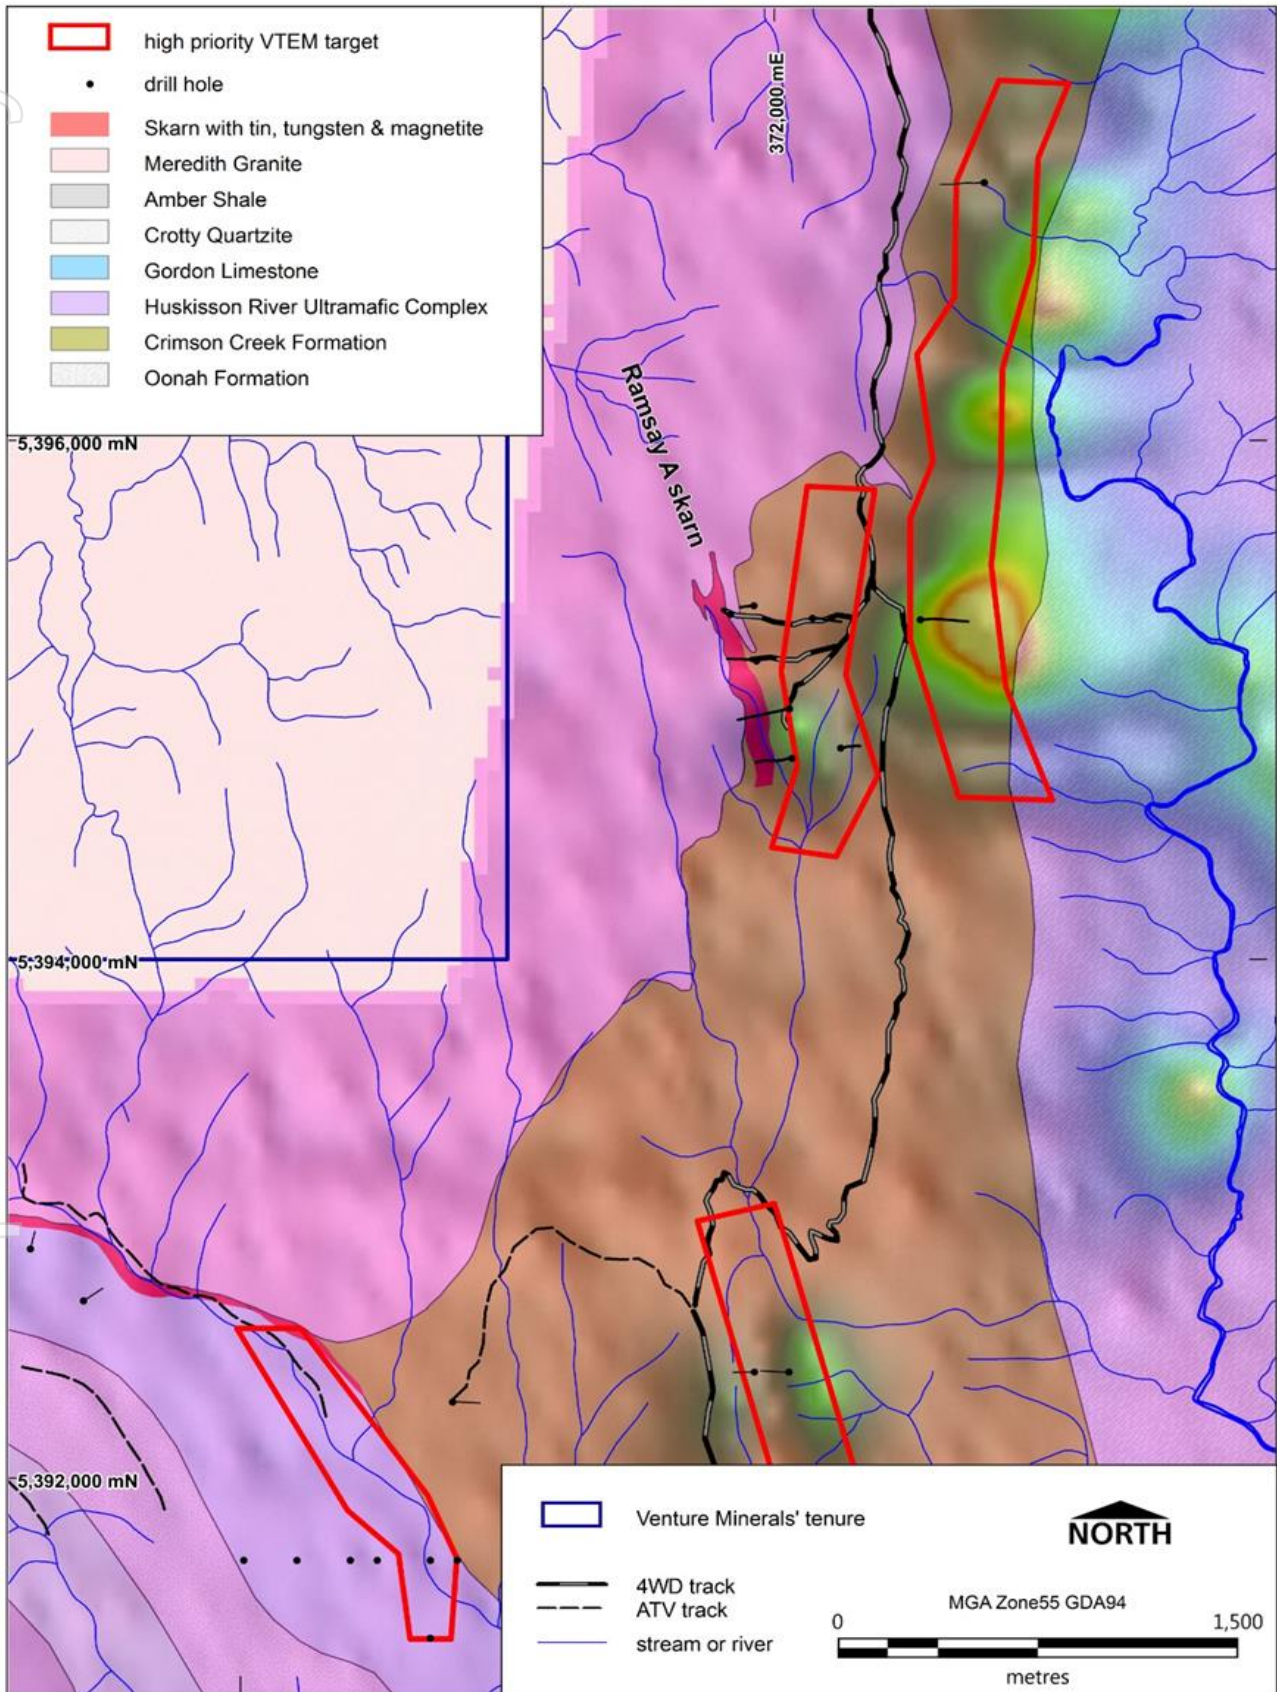 high priority VTEM target
drill hole
Skarn with tin, tungsten & magnetite
Meredith Granite
Amber Shale
Crotty Quartzite
Gordon Limestone
Huskisson River Ultramafic Complex
Crimson Creek Formation
Oonah Formation
372,000 mE
Ramsay A skarn
5,396,000 mN
5,394,000 mN
5,392,000 mN
Venture Minerals' tenure
NORTH
4WD track
ATV track
stream or river
MGA Zone55 GDA94
0 1,500
metres